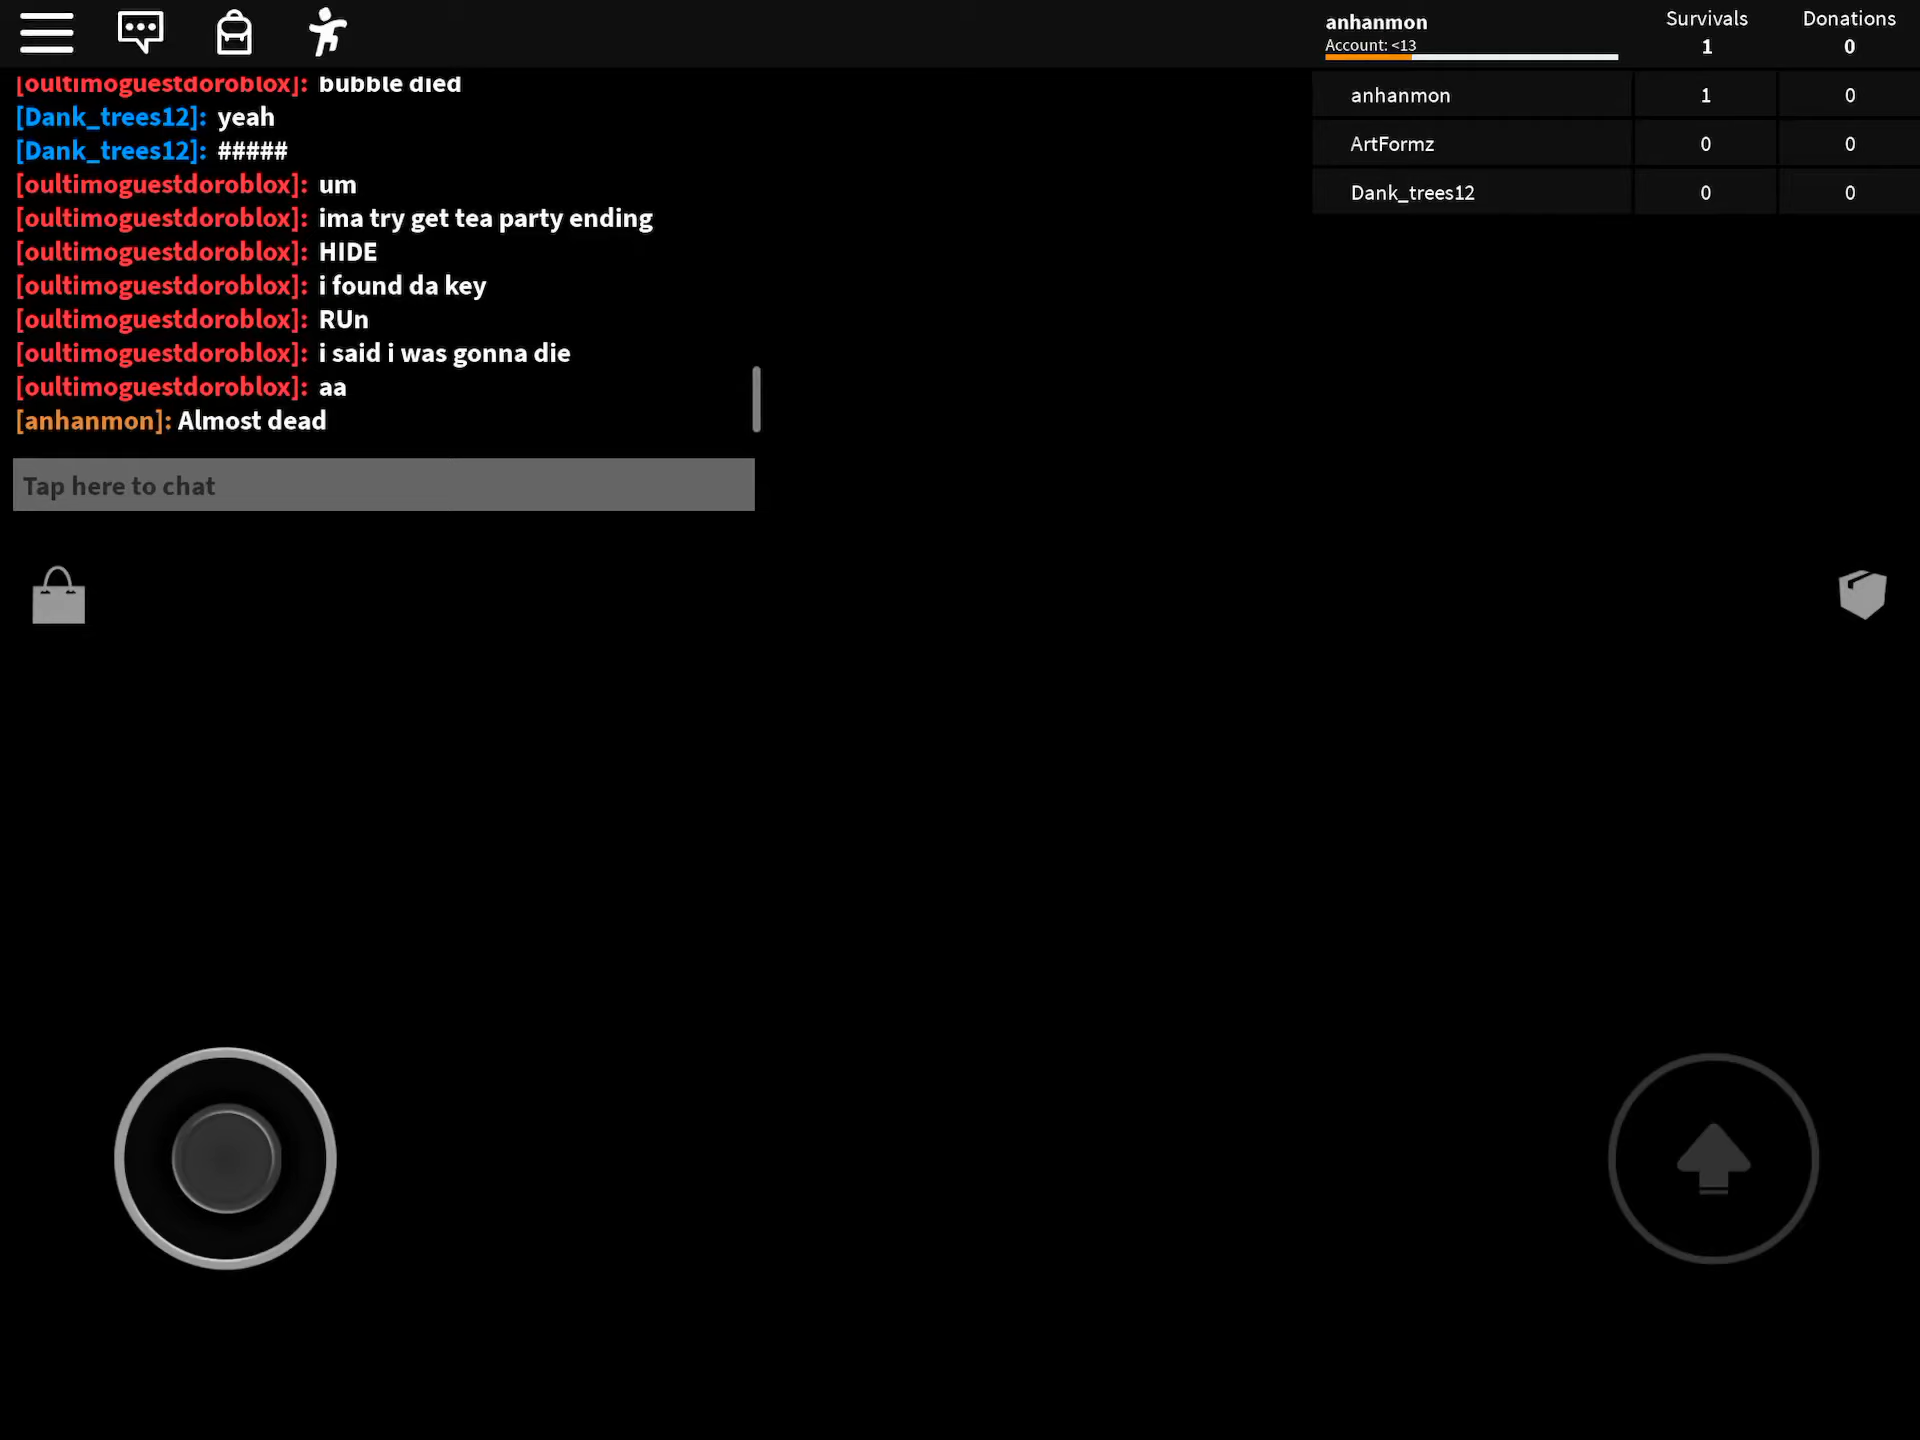 anhanmon
Account: <13
Survivals
1
Donations
0
[oultimoguestdoroblox]: bubble died
[Dank_trees12]: yeah
[Dank_trees12]: #####
[oultimoguestdoroblox]: um
[oultimoguestdoroblox]: ima try get tea party ending
[oultimoguestdoroblox]: HIDE
[oultimoguestdoroblox]: i found da key
[oultimoguestdoroblox]: RUn
[oultimoguestdoroblox]: i said i was gonna die
[oultimoguestdoroblox]: aa
[anhanmon]: Almost dead
Tap here to chat
anhanmon 1 0
ArtFormz 0 0
Dank_trees12 0 0